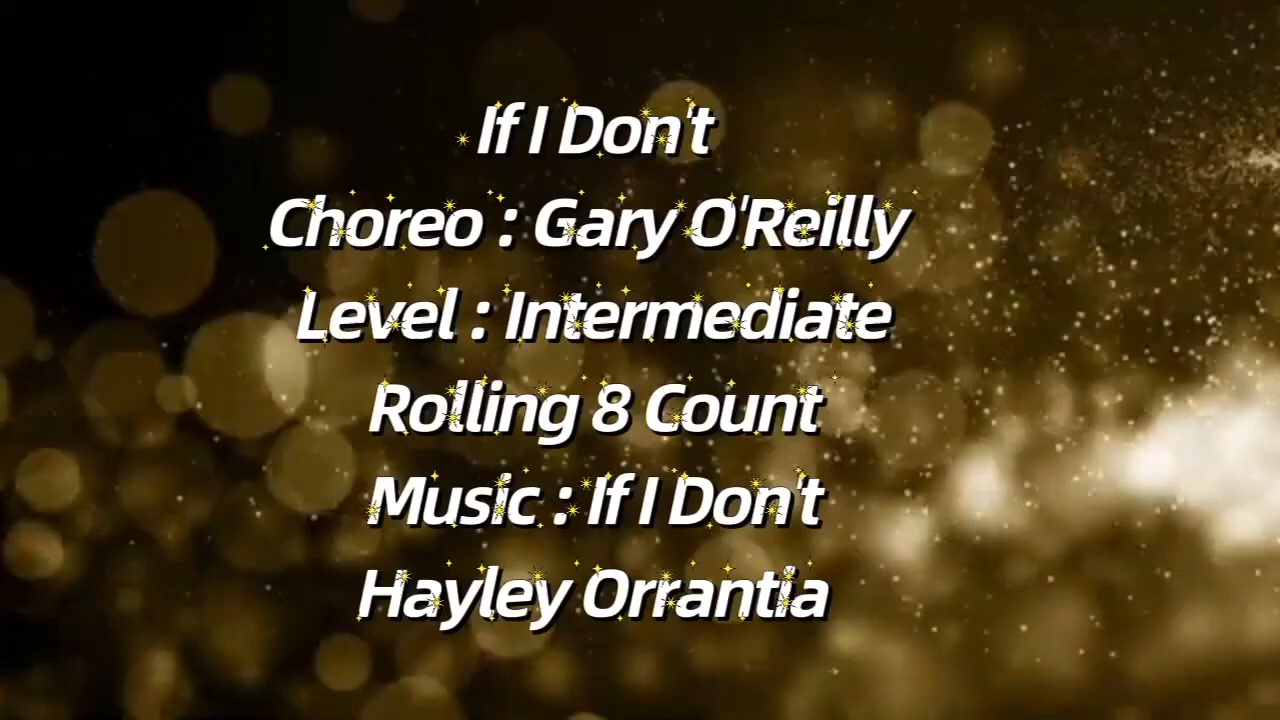 If I Don't
Choreo : Gary O'Reilly
Level : Intermediate
Rolling 8 Count
Music : If I Don't
Hayley Orrantia